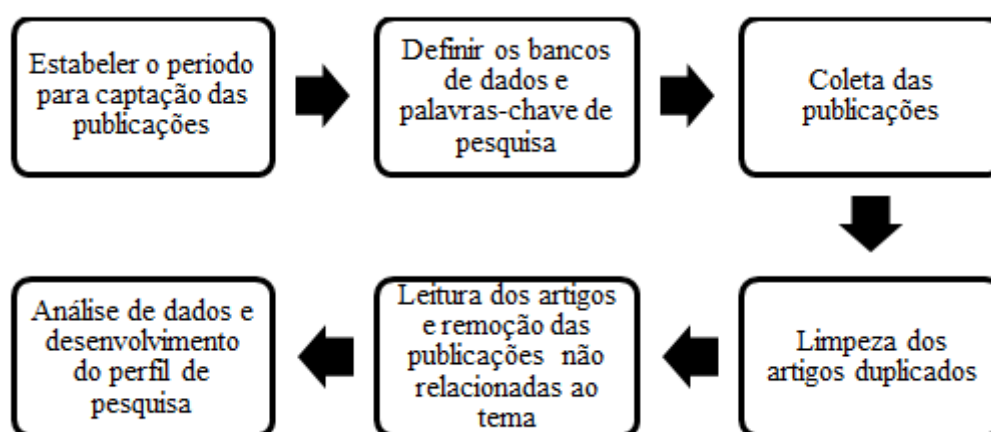 Estabeler o periodo
para captação das
publicações
Definir os bancos
de dados e
palavras-chave de
pesquisa
Coleta das
publicações
Limpeza dos
artigos duplicados
Leitura dos artigos
e remoção das
publicações não
relacionadas ao
tema
Análise de dados e
desenvolvimento
do perfil de
pesquisa